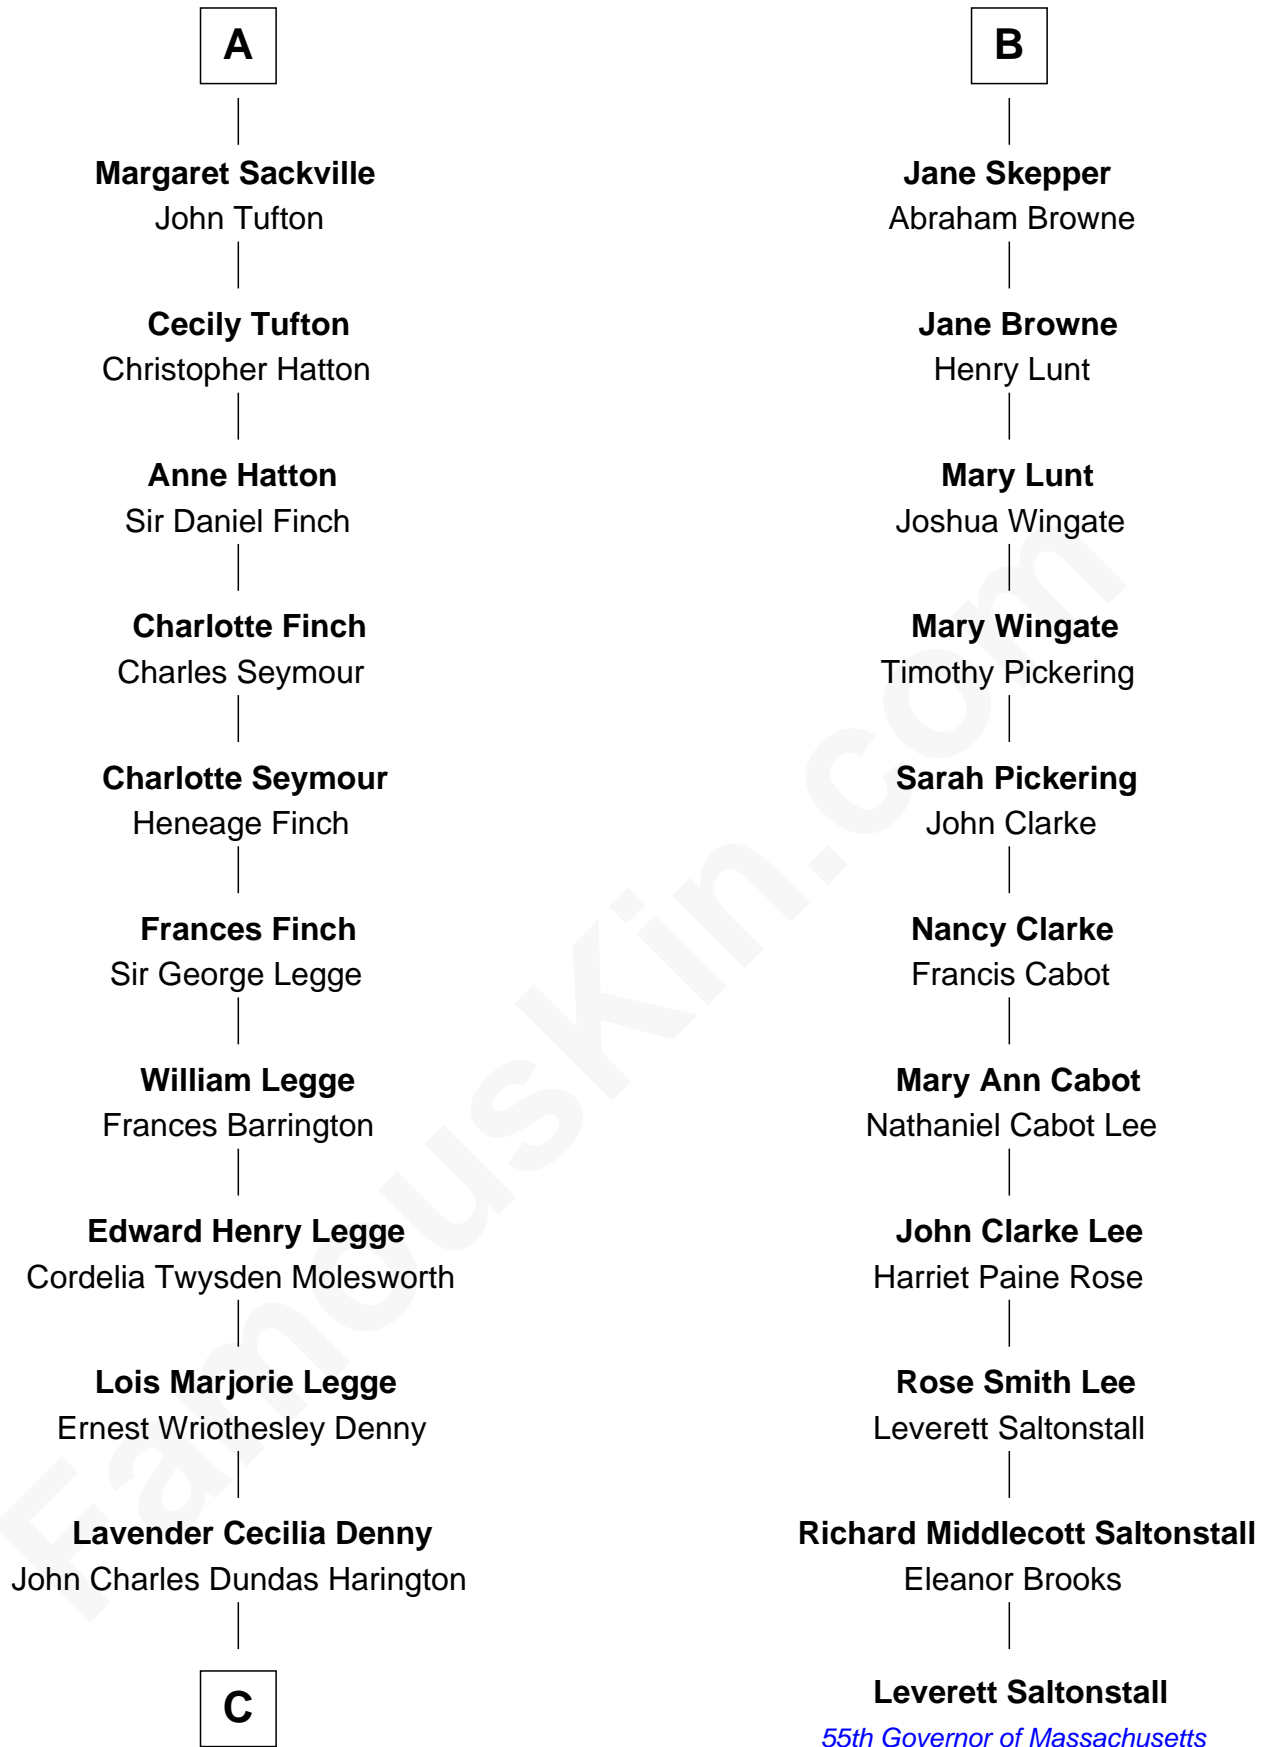 A
Margaret Sackville
John Tufton
Cecily Tufton
Christopher Hatton
Anne Hatton
Sir Daniel Finch
Charlotte Finch
Charles Seymour
Charlotte Seymour
Heneage Finch
Frances Finch
Sir George Legge
William Legge
Frances Barrington
Edward Henry Legge
Cordelia Twysden Molesworth
Lois Marjorie Legge
Ernest Wriothesley Denny
Lavender Cecilia Denny
John Charles Dundas Harington
C
B
Jane Skepper
Abraham Browne
Jane Browne
Henry Lunt
Mary Lunt
Joshua Wingate
Mary Wingate
Timothy Pickering
Sarah Pickering
John Clarke
Nancy Clarke
Francis Cabot
Mary Ann Cabot
Nathaniel Cabot Lee
John Clarke Lee
Harriet Paine Rose
Rose Smith Lee
Leverett Saltonstall
Richard Middlecott Saltonstall
Eleanor Brooks
Leverett Saltonstall
55th Governor of Massachusetts
FamousKin.com